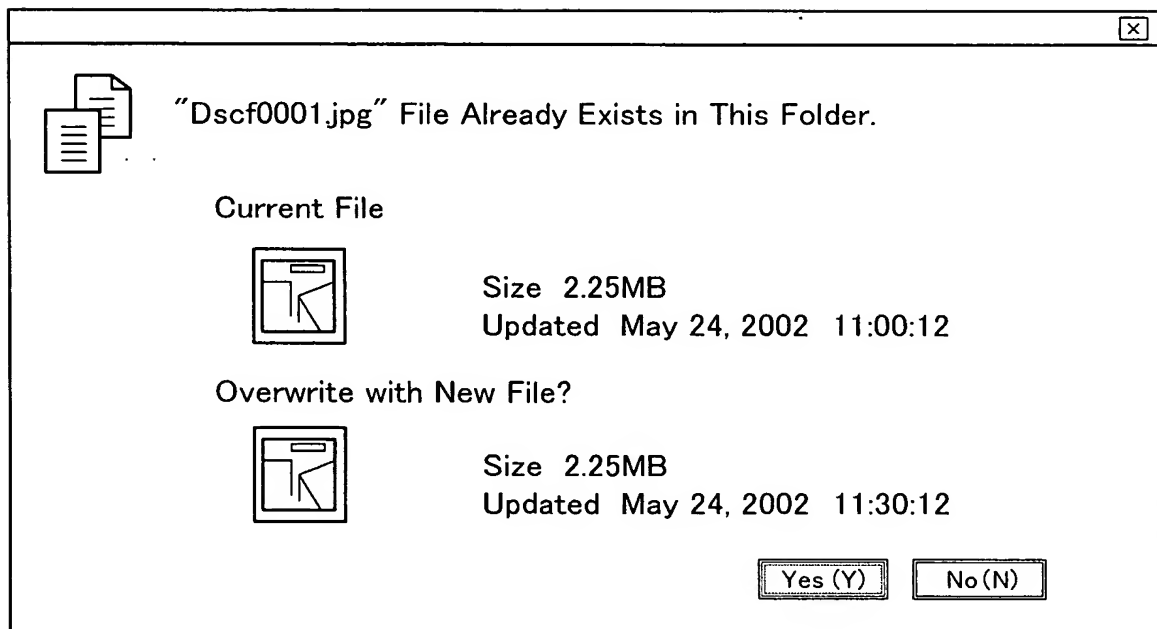 "Dscf0001.jpg" File Already Exists in This Folder.
Current File
Size 2.25MB
Updated May 24, 2002 11:00:12
Overwrite with New File?
Size 2.25MB
Updated May 24, 2002 11:30:12
Yes (Y) No (N)